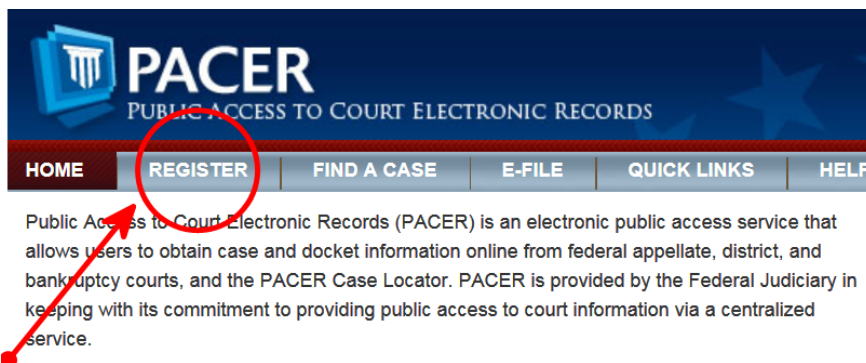 PACER
PUBLIC ACCESS TO COURT ELECTRONIC RECORDS
HOME REGISTER FIND A CASE E-FILE QUICK LINKS HELP
Public Access to Court Electronic Records (PACER) is an electronic public access service that
allows users to obtain case and docket information online from federal appellate, district, and
bankruptcy courts, and the PACER Case Locator. PACER is provided by the Federal Judiciary in
keeping with its commitment to providing public access to court information via a centralized
service.